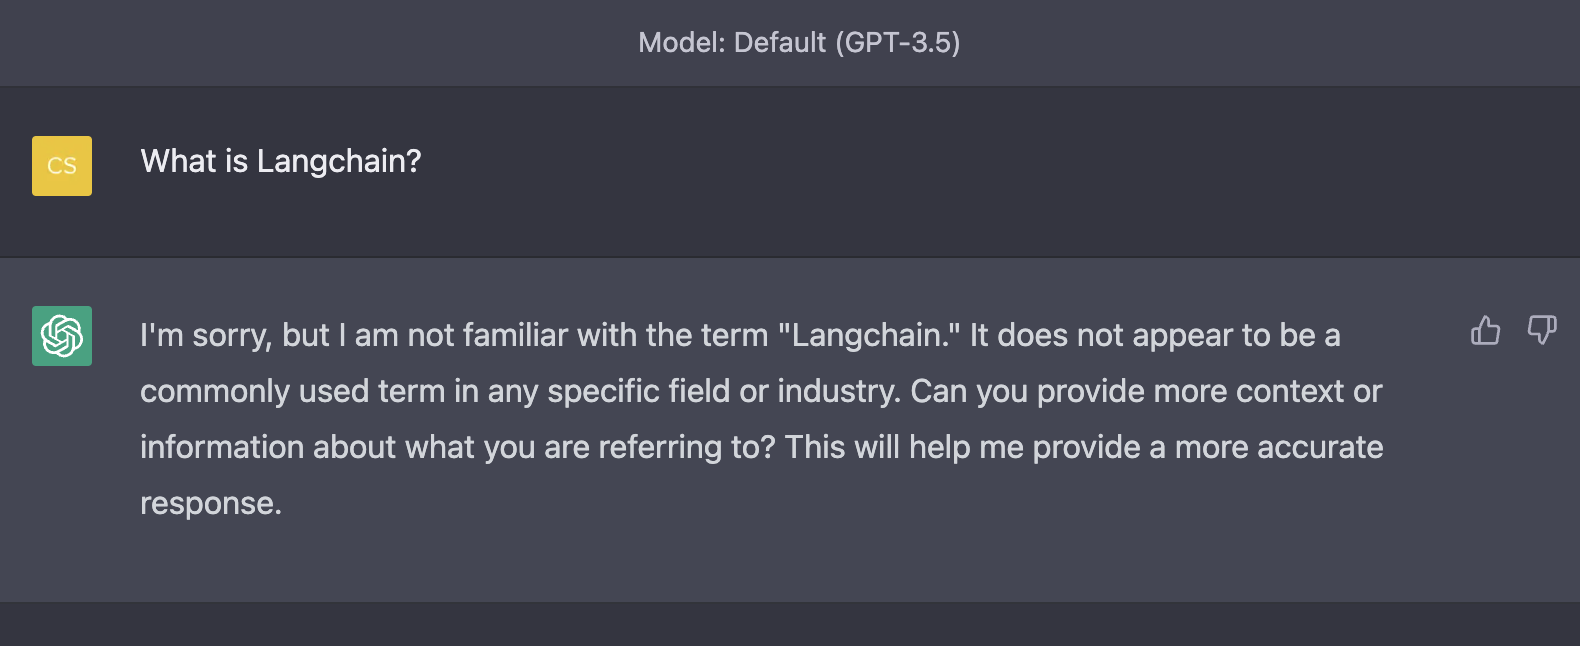 Model: Default (GPT-3.5)
CS
What is Langchain?
I'm sorry, but I am not familiar with the term "Langchain." It does not appear to be a
commonly used term in any specific field or industry. Can you provide more context or
information about what you are referring to? This will help me provide a more accurate
response.